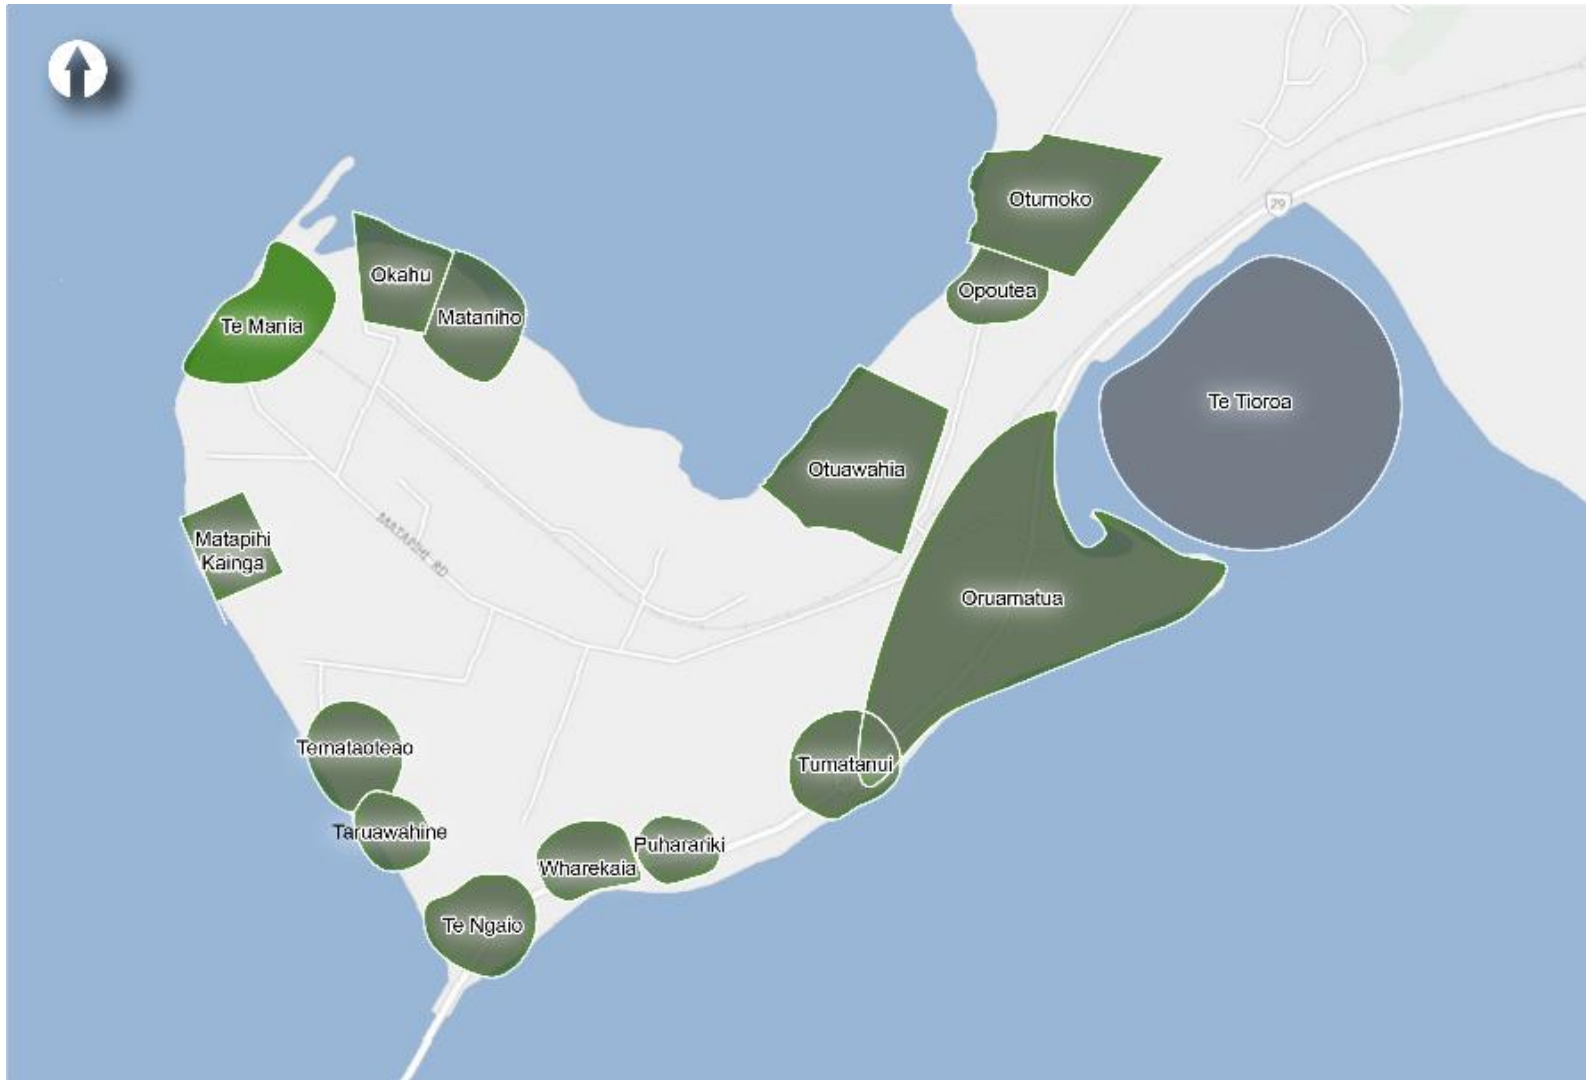 Otumoko
29
Okahu
Opoutea
Mataniho
Te Mania
Te Tioroa
Otuawahia
MATAPIHI RD
Matapihi
Kainga
Oruamatua
Tematapteao
Tumatanui
Taruawahine
Puharariki
Wharekaia
Te Ngaio